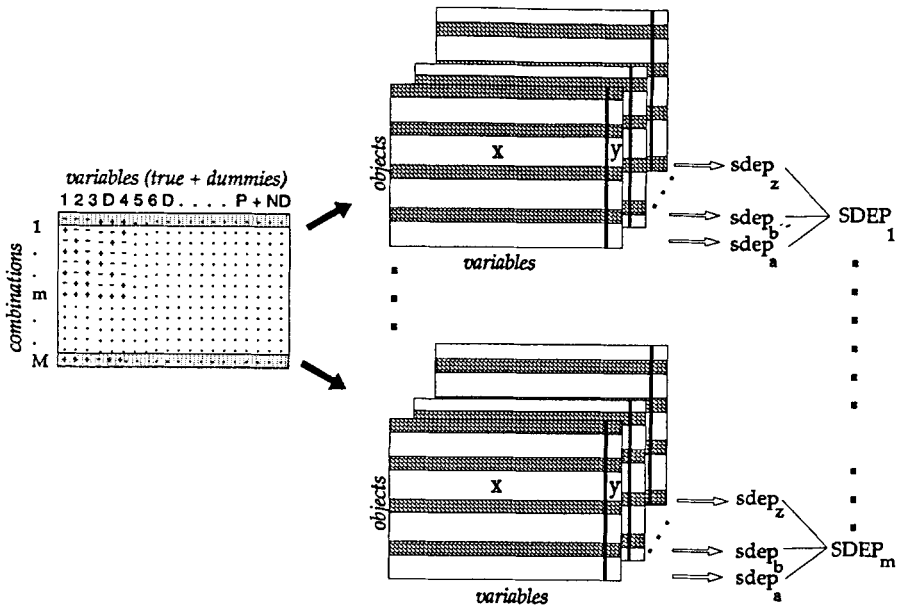 variables (true + dummies)
1 2 3 D 4 5 6 D . . . . P + ND
combinations
1
.
.
m
.
.
M
objects
x
y
variables
sdep z
sdep b
sdep a
SDEP 1
objects
x
y
variables
sdep z
sdep b
sdep a
SDEP m